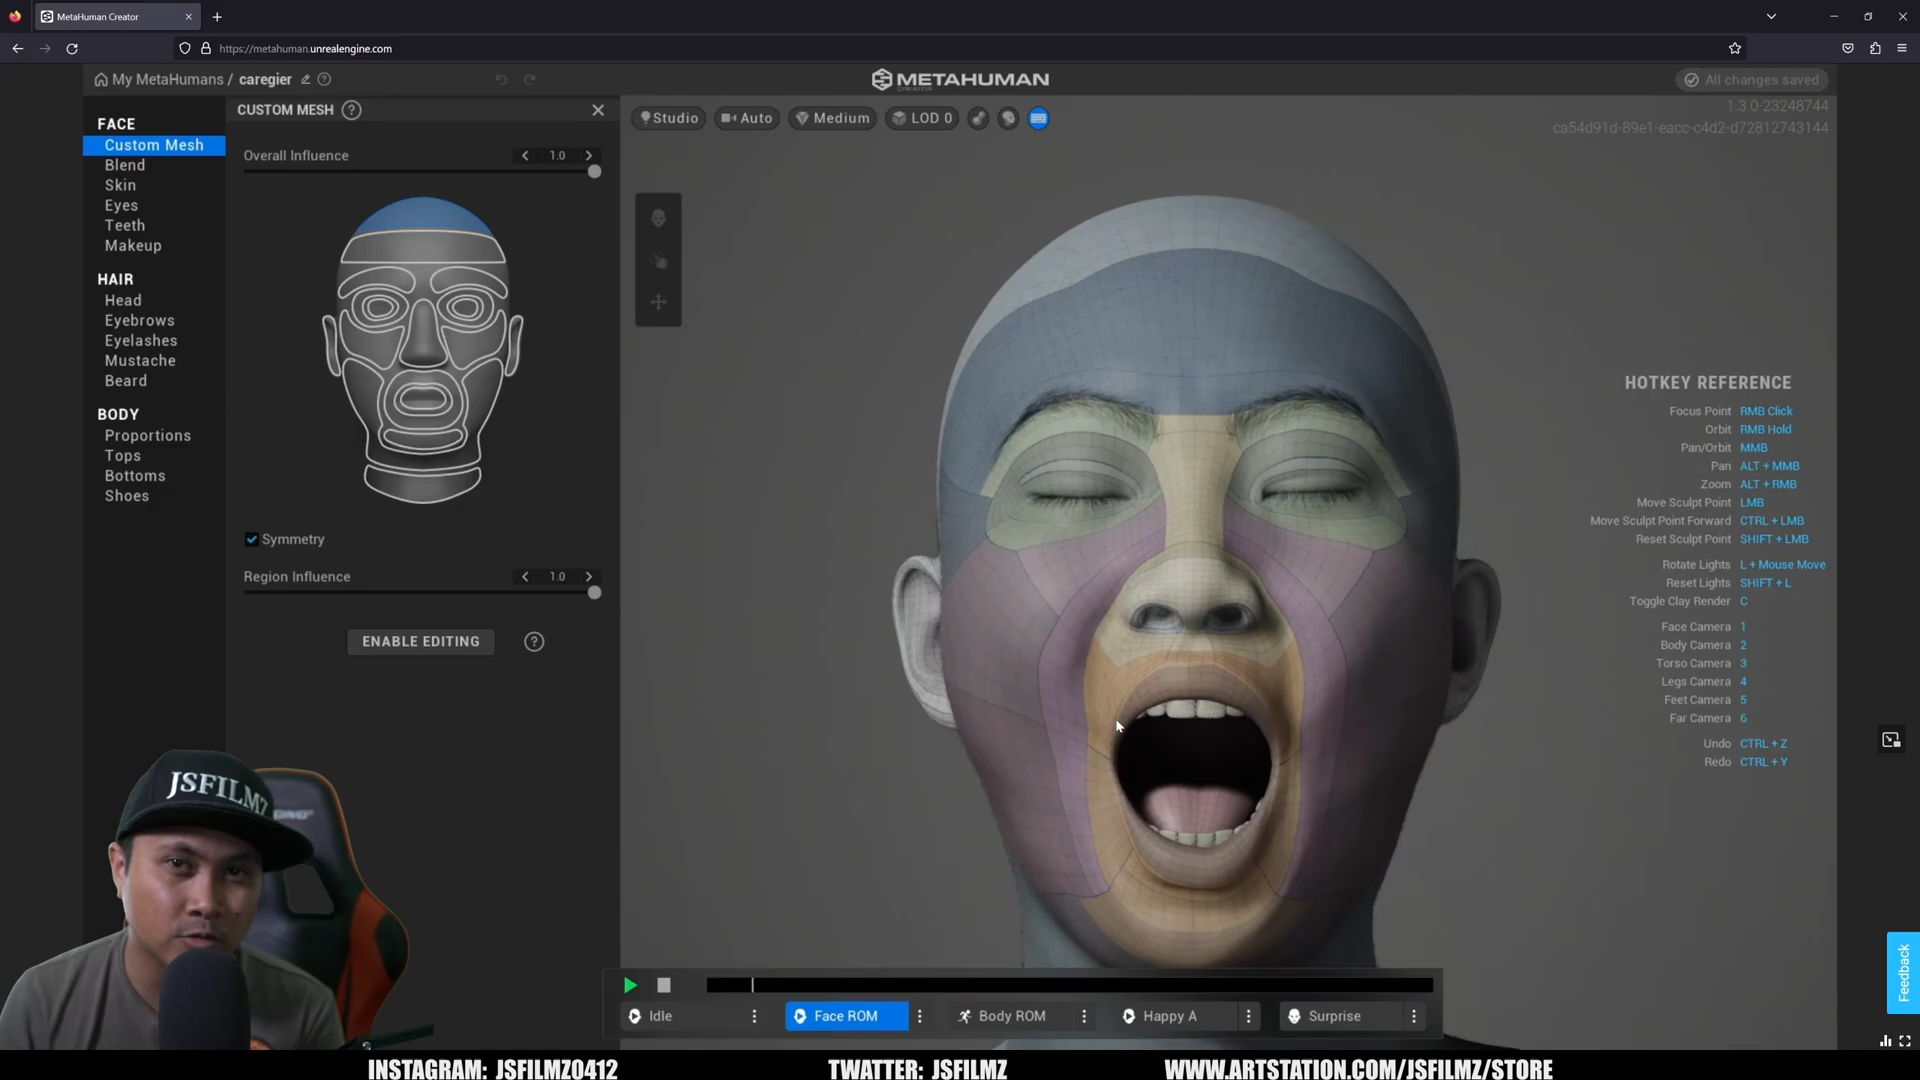 MetaHuman Creator
https://metahuman.unrealengine.com
My MetaHumans / caregier
METAHUMAN
CREATOR
All changes saved
1.3.0-23248744
ca54d91d-89e1-eacc-c4d2-d72812743144
FACE
Custom Mesh
Blend
Skin
Eyes
Teeth
Makeup
HAIR
Head
Eyebrows
Eyelashes
Mustache
Beard
BODY
Proportions
Tops
Bottoms
Shoes
CUSTOM MESH
Overall Influence 1.0
Symmetry
Region Influence 1.0
ENABLE EDITING
Studio
Auto
Medium
LOD 0
HOTKEY REFERENCE
Focus Point RMB Click
Orbit RMB Hold
Pan/Orbit MMB
Pan ALT + MMB
Zoom ALT + RMB
Move Sculpt Point LMB
Move Sculpt Point Forward CTRL + LMB
Reset Sculpt Point SHIFT + LMB
Rotate Lights L + Mouse Move
Reset Lights SHIFT + L
Toggle Clay Render C
Face Camera 1
Body Camera 2
Torso Camera 3
Legs Camera 4
Feet Camera 5
Far Camera 6
Undo CTRL + Z
Redo CTRL + Y
Feedback
Idle
Face ROM
Body ROM
Happy A
Surprise
JSFILMZ
INSTAGRAM: JSFILMZ0412
TWATTER: JSFILMZ
WWW.ARTSTATION.COM/JSFILMZ/STORE